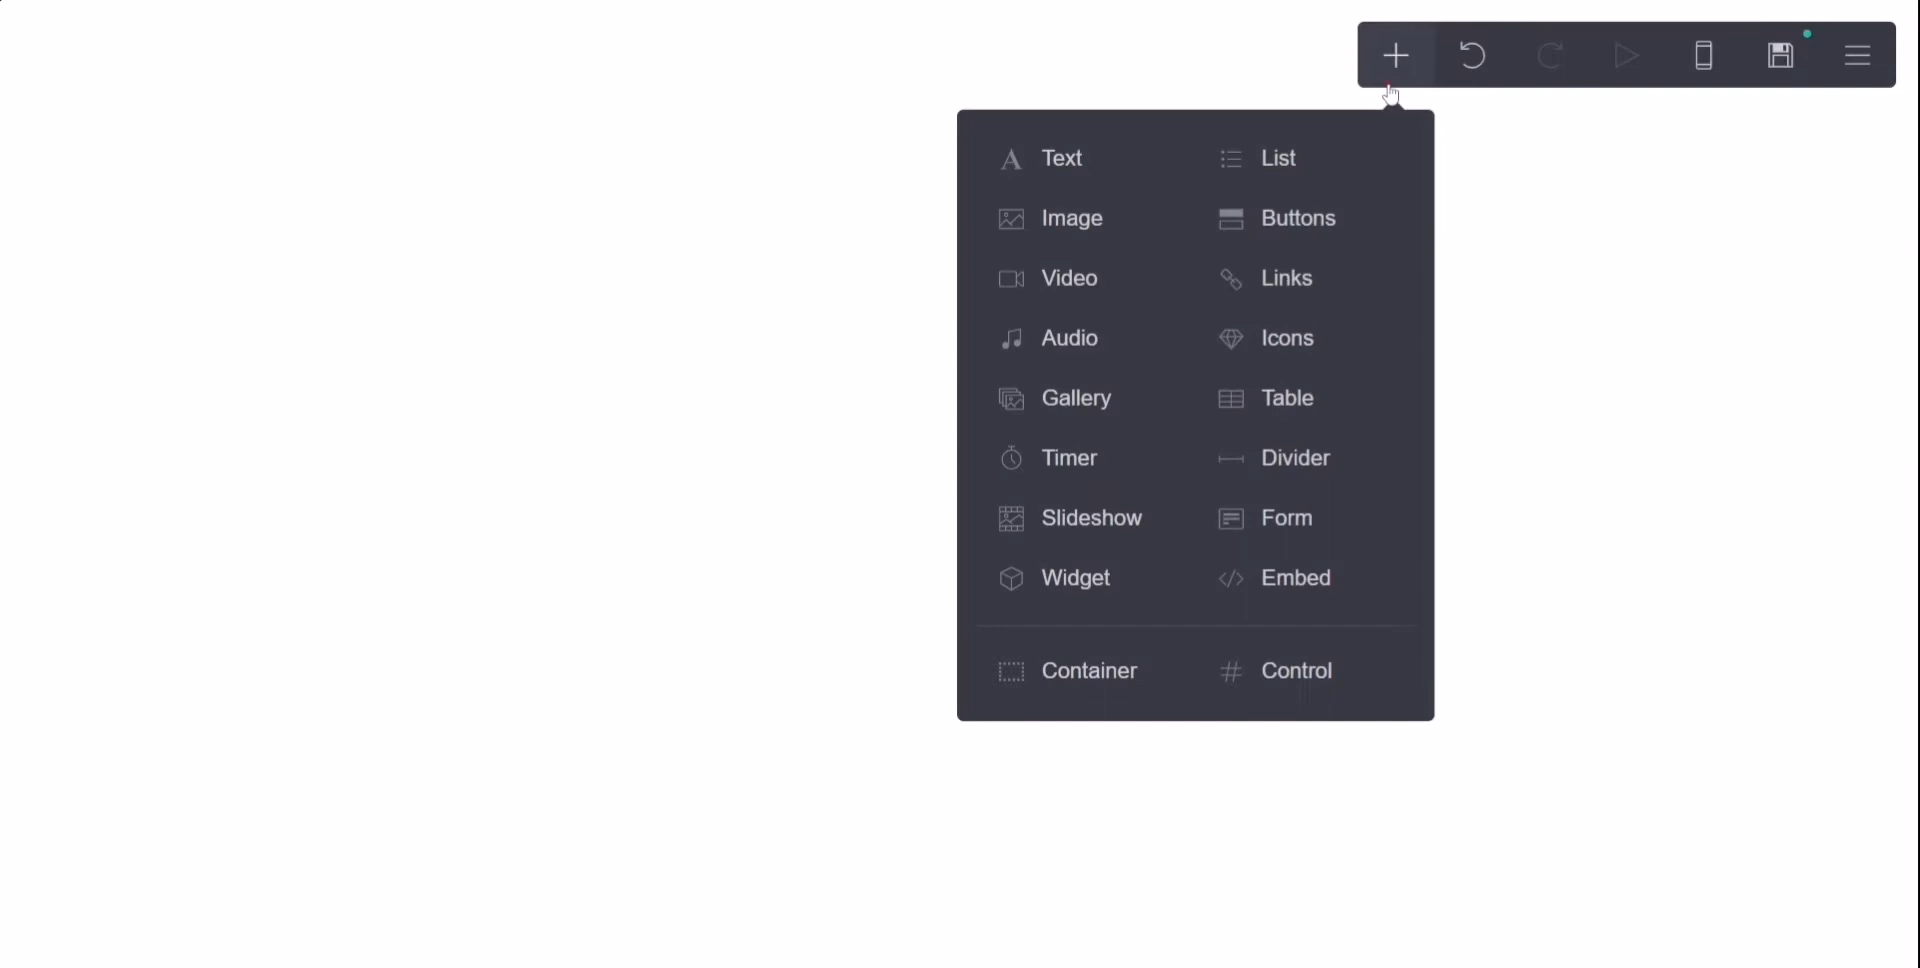 Text
List
Image
Buttons
Video
Links
Audio
Icons
Gallery
Table
Timer
Divider
Slideshow
Form
Widget
Embed
Container
Control